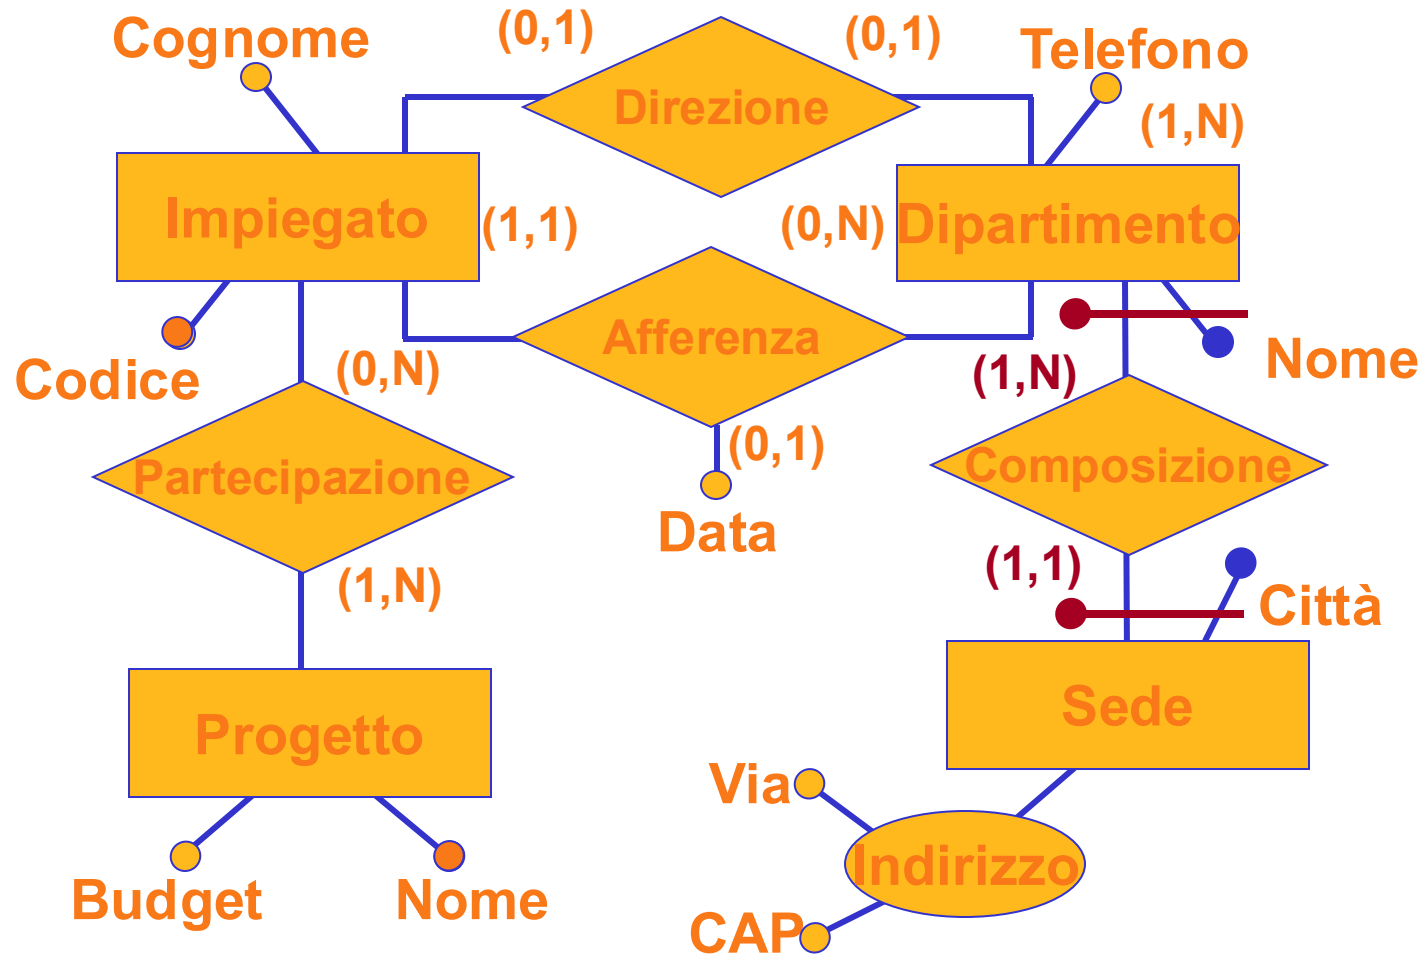 (0,1)
(0,1)
Cognome
Telefono
Direzione
(1,N)
Impiegato
(1,1)
(0,N)
Dipartimento
Afferenza
Codice
(0,N)
(1,N)
Nome
(0,1)
Partecipazione
Composizione
Data
(1,N)
(1,1)
Città
Progetto
Sede
Via
Indirizzo
Budget
Nome
CAP